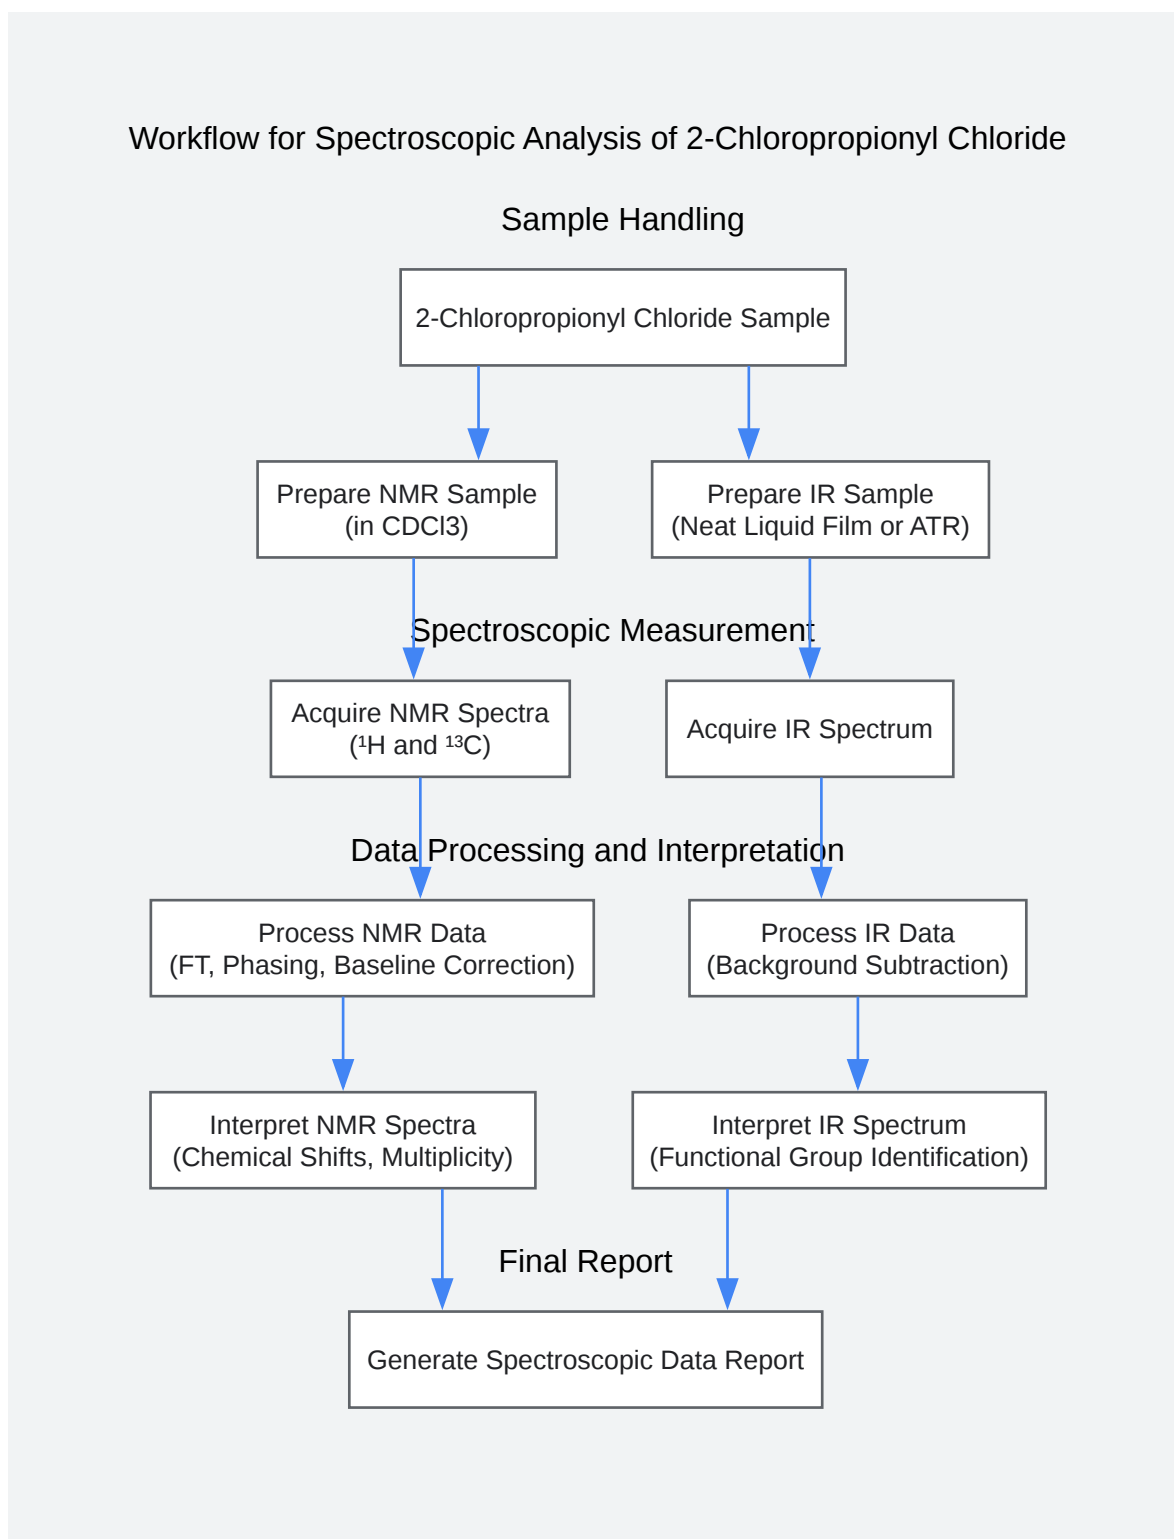 Workflow for Spectroscopic Analysis of 2-Chloropropionyl Chloride
Sample Handling
2-Chloropropionyl Chloride Sample
Prepare NMR Sample
(in CDCl3)
Prepare IR Sample
(Neat Liquid Film or ATR)
Spectroscopic Measurement
Acquire NMR Spectra
(¹H and ¹³C)
Acquire IR Spectrum
Data Processing and Interpretation
Process NMR Data
(FT, Phasing, Baseline Correction)
Process IR Data
(Background Subtraction)
Interpret NMR Spectra
(Chemical Shifts, Multiplicity)
Interpret IR Spectrum
(Functional Group Identification)
Final Report
Generate Spectroscopic Data Report